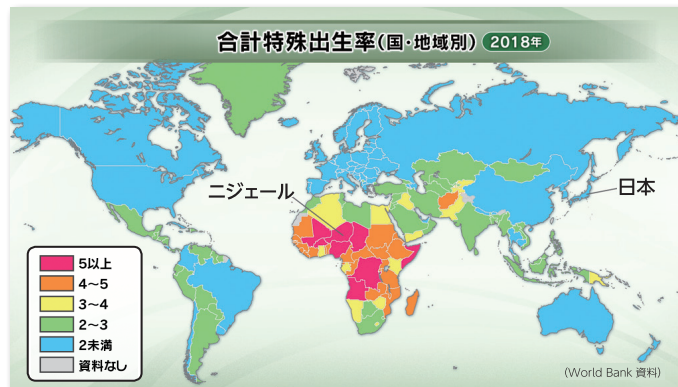 合計特殊出生率(国・地域別) 2018年
ニジェール
日本
5以上
4~5
3~4
2~3
2未満
資料なし
(World Bank 資料)